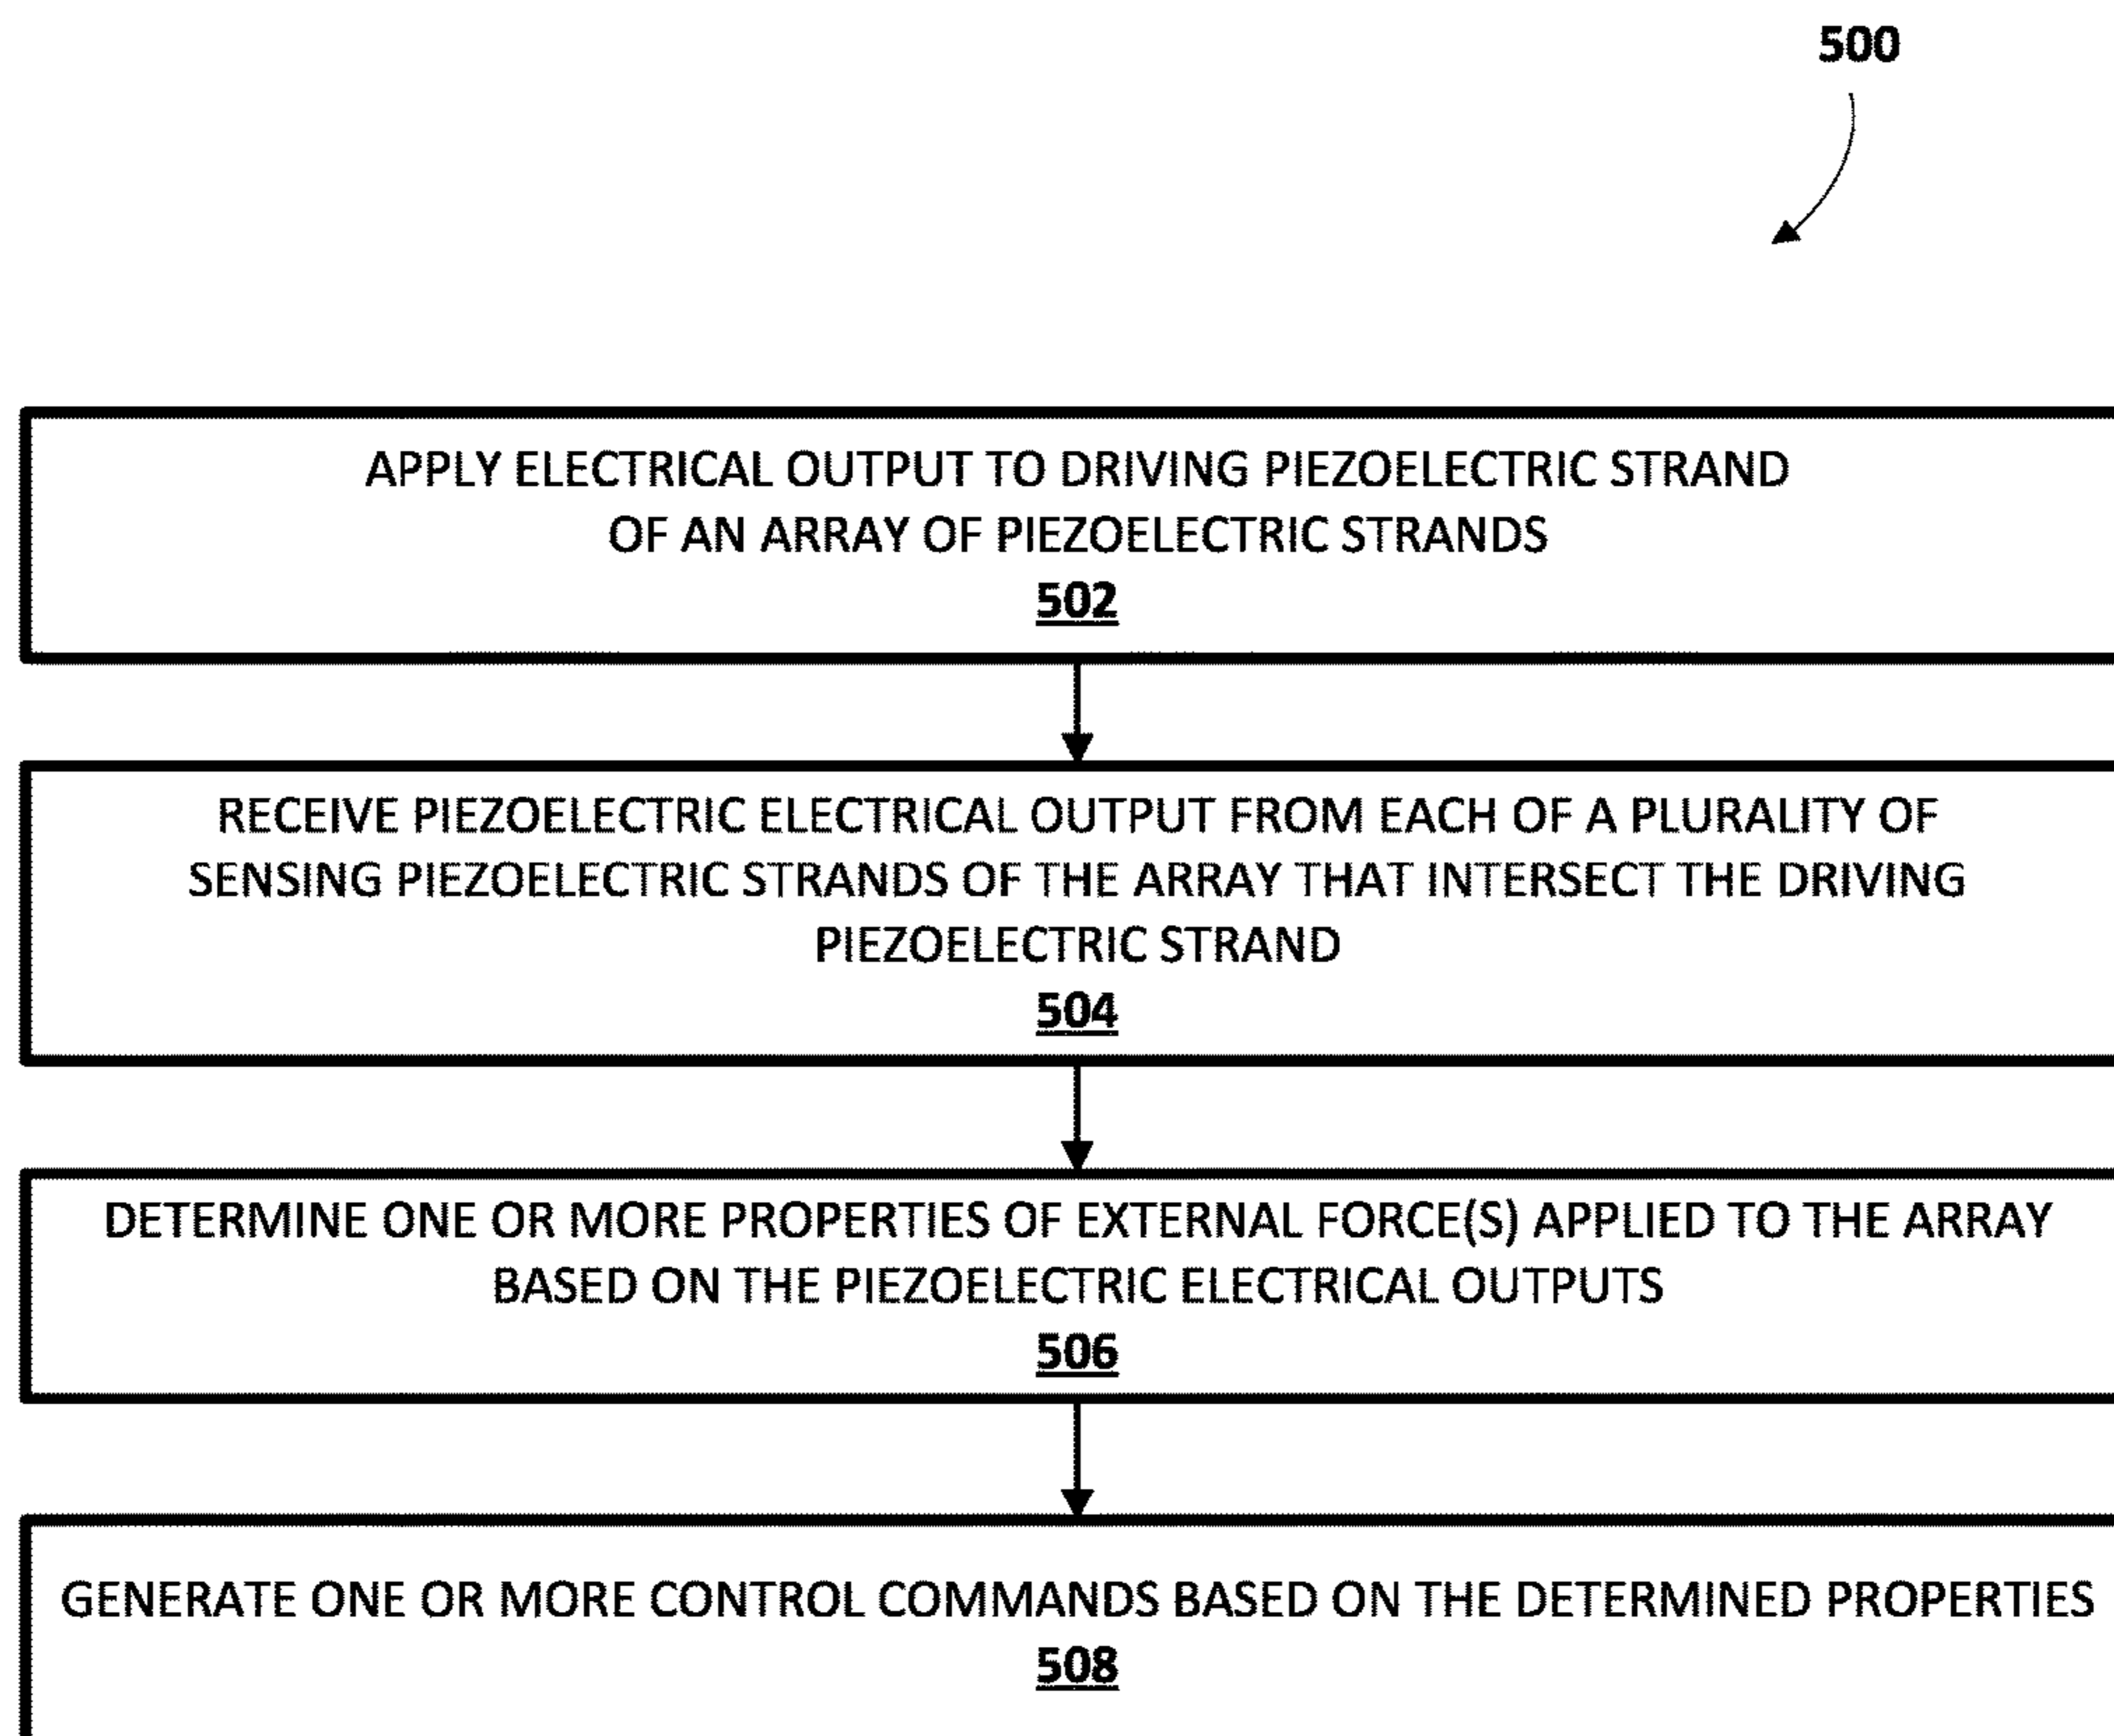 500
APPLY ELECTRICAL OUTPUT TO DRIVING PIEZOELECTRIC STRAND
OF AN ARRAY OF PIEZOELECTRIC STRANDS
502
RECEIVE PIEZOELECTRIC ELECTRICAL OUTPUT FROM EACH OF A PLURALITY OF
SENSING PIEZOELECTRIC STRANDS OF THE ARRAY THAT INTERSECT THE DRIVING
PIEZOELECTRIC STRAND
504
DETERMINE ONE OR MORE PROPERTIES OF EXTERNAL FORCE(S) APPLIED TO THE ARRAY
BASED ON THE PIEZOELECTRIC ELECTRICAL OUTPUTS
506
GENERATE ONE OR MORE CONTROL COMMANDS BASED ON THE DETERMINED PROPERTIES
508